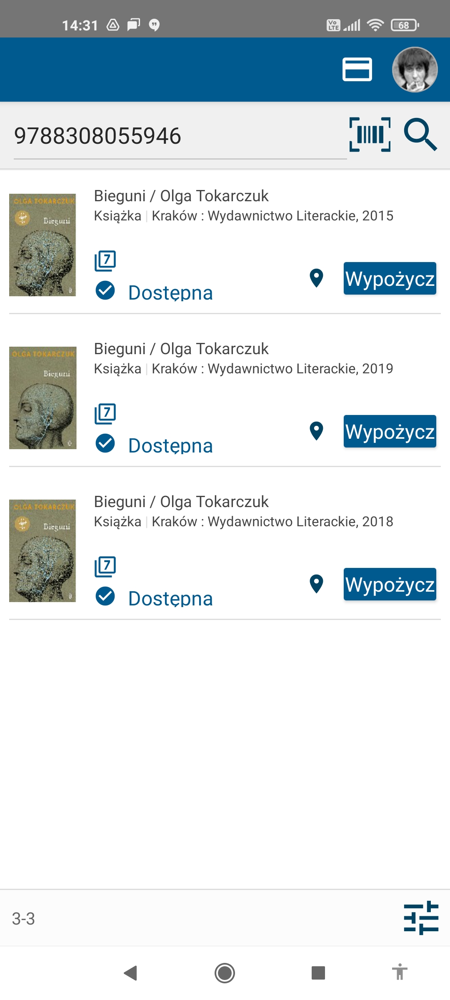 14:31
Vo LTE
68
9788308055946
OLGA TOKARCZUK
Bieguni
Bieguni / Olga Tokarczuk
Książka | Kraków : Wydawnictwo Literackie, 2015
7
Dostępna
Wypożycz
OLGA TOKARCZUK
Bieguni
Bieguni / Olga Tokarczuk
Książka | Kraków : Wydawnictwo Literackie, 2019
7
Dostępna
Wypożycz
OLGA TOKARCZUK
Bieguni
Bieguni / Olga Tokarczuk
Książka | Kraków : Wydawnictwo Literackie, 2018
7
Dostępna
Wypożycz
3-3